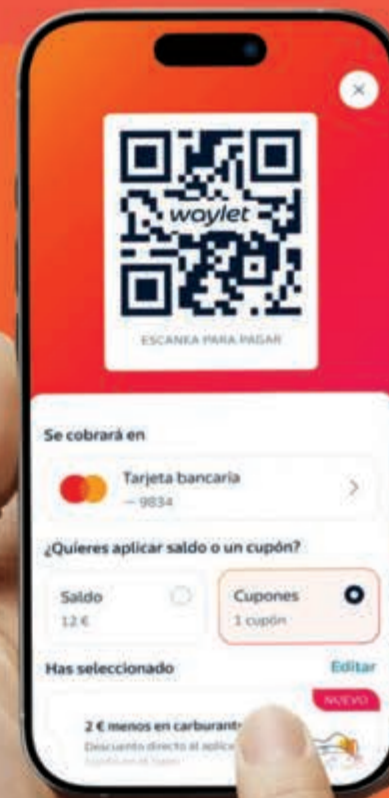 waylet
ESCANEA PARA PAGAR
Se cobrará en
Tarjeta bancaria
— 9834
¿Quieres aplicar saldo o un cupón?
Saldo
12 €
Cupones
1 cupón
Has seleccionado
Editar
NUEVO
2 € menos en carburante
Descuento directo al